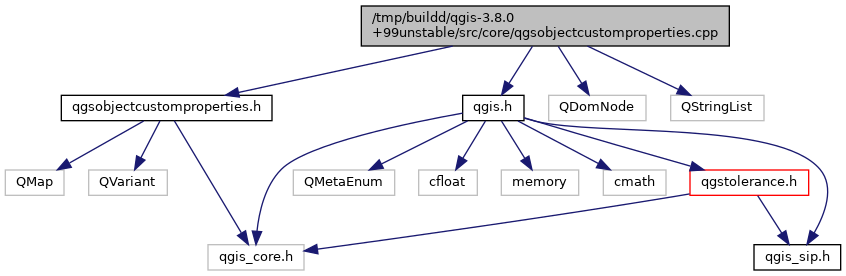 /tmp/buildd/qgis-3.8.0
+99unstable/src/core/qgsobjectcustomproperties.cpp
qgsobjectcustomproperties.h
qgis.h
QDomNode
QStringList
QMap
QVariant
QMetaEnum
cfloat
memory
cmath
qgstolerance.h
qgis_core.h
qgis_sip.h